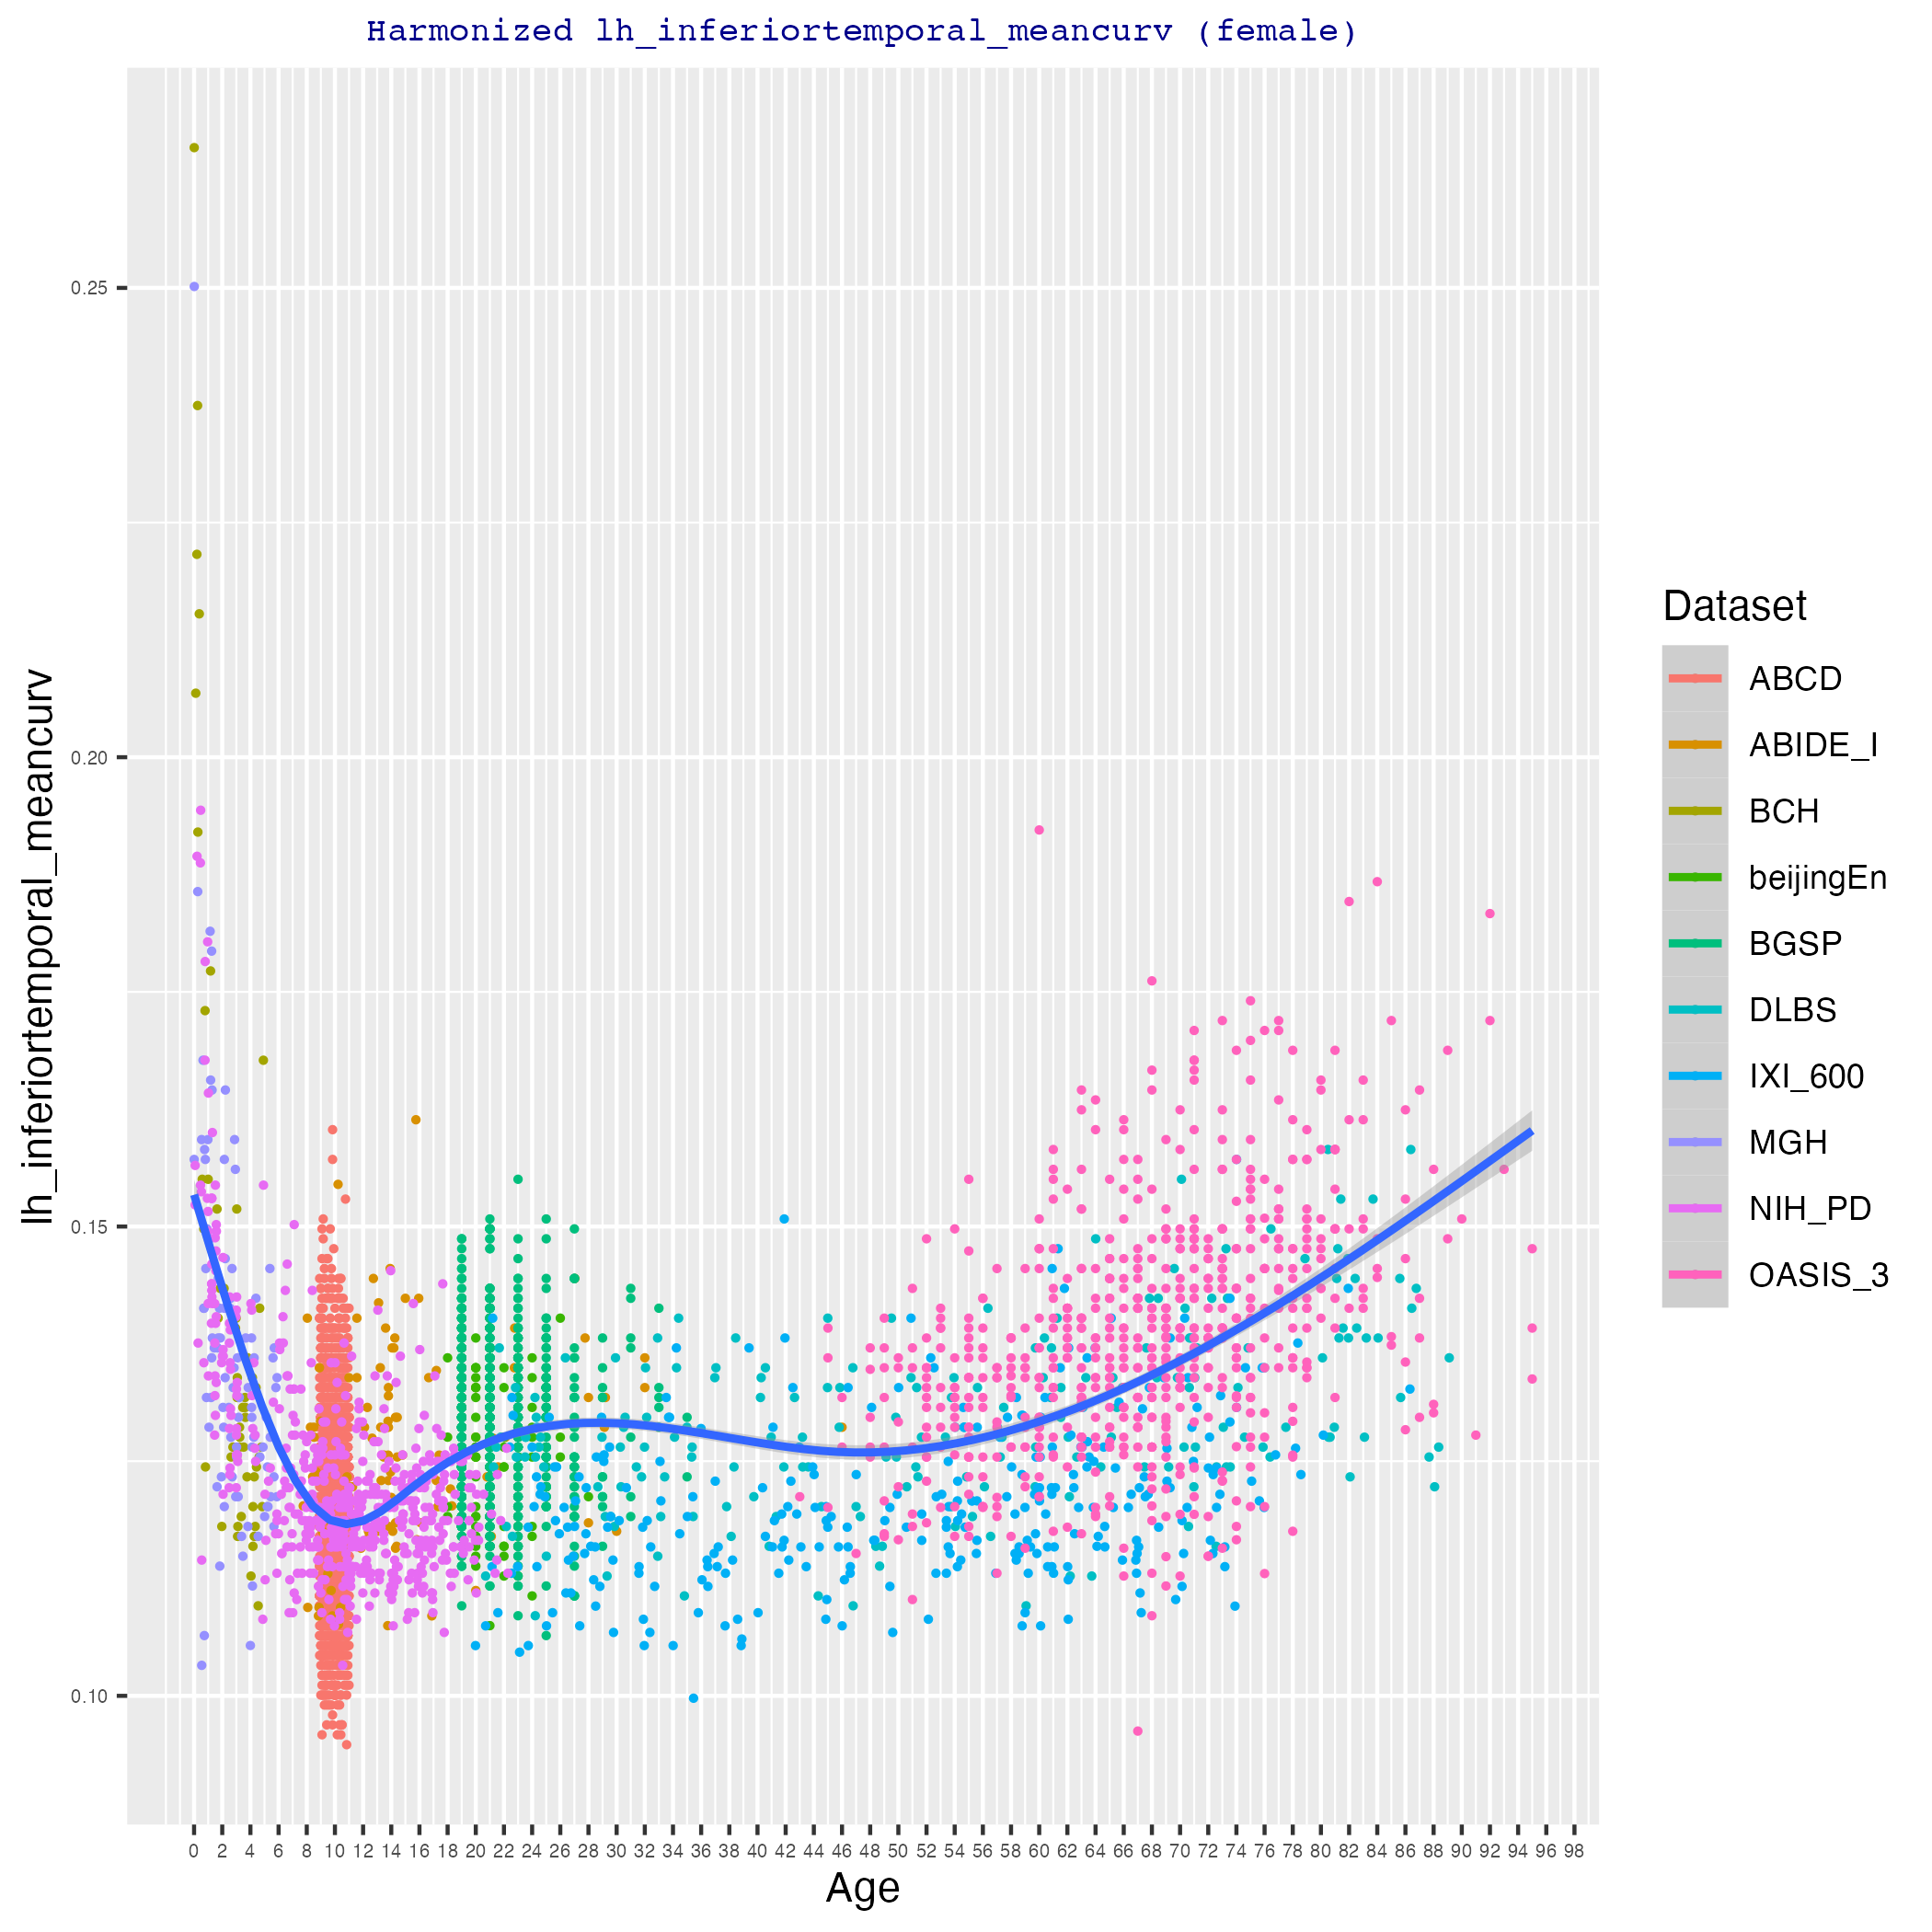 Harmonized lh_inferiortemporal_meancurv (female)
lh_inferiortemporal_meancurv
0.25
0.20
0.15
0.10
0 2 4 6 8 10 12 14 16 18 20 22 24 26 28 30 32 34 36 38 40 42 44 46 48 50 52 54 56 58 60 62 64 66 68 70 72 74 76 78 80 82 84 86 88 90 92 94 96 98
Age
Dataset
ABCD
ABIDE_I
BCH
beijingEn
BGSP
DLBS
IXI_600
MGH
NIH_PD
OASIS_3